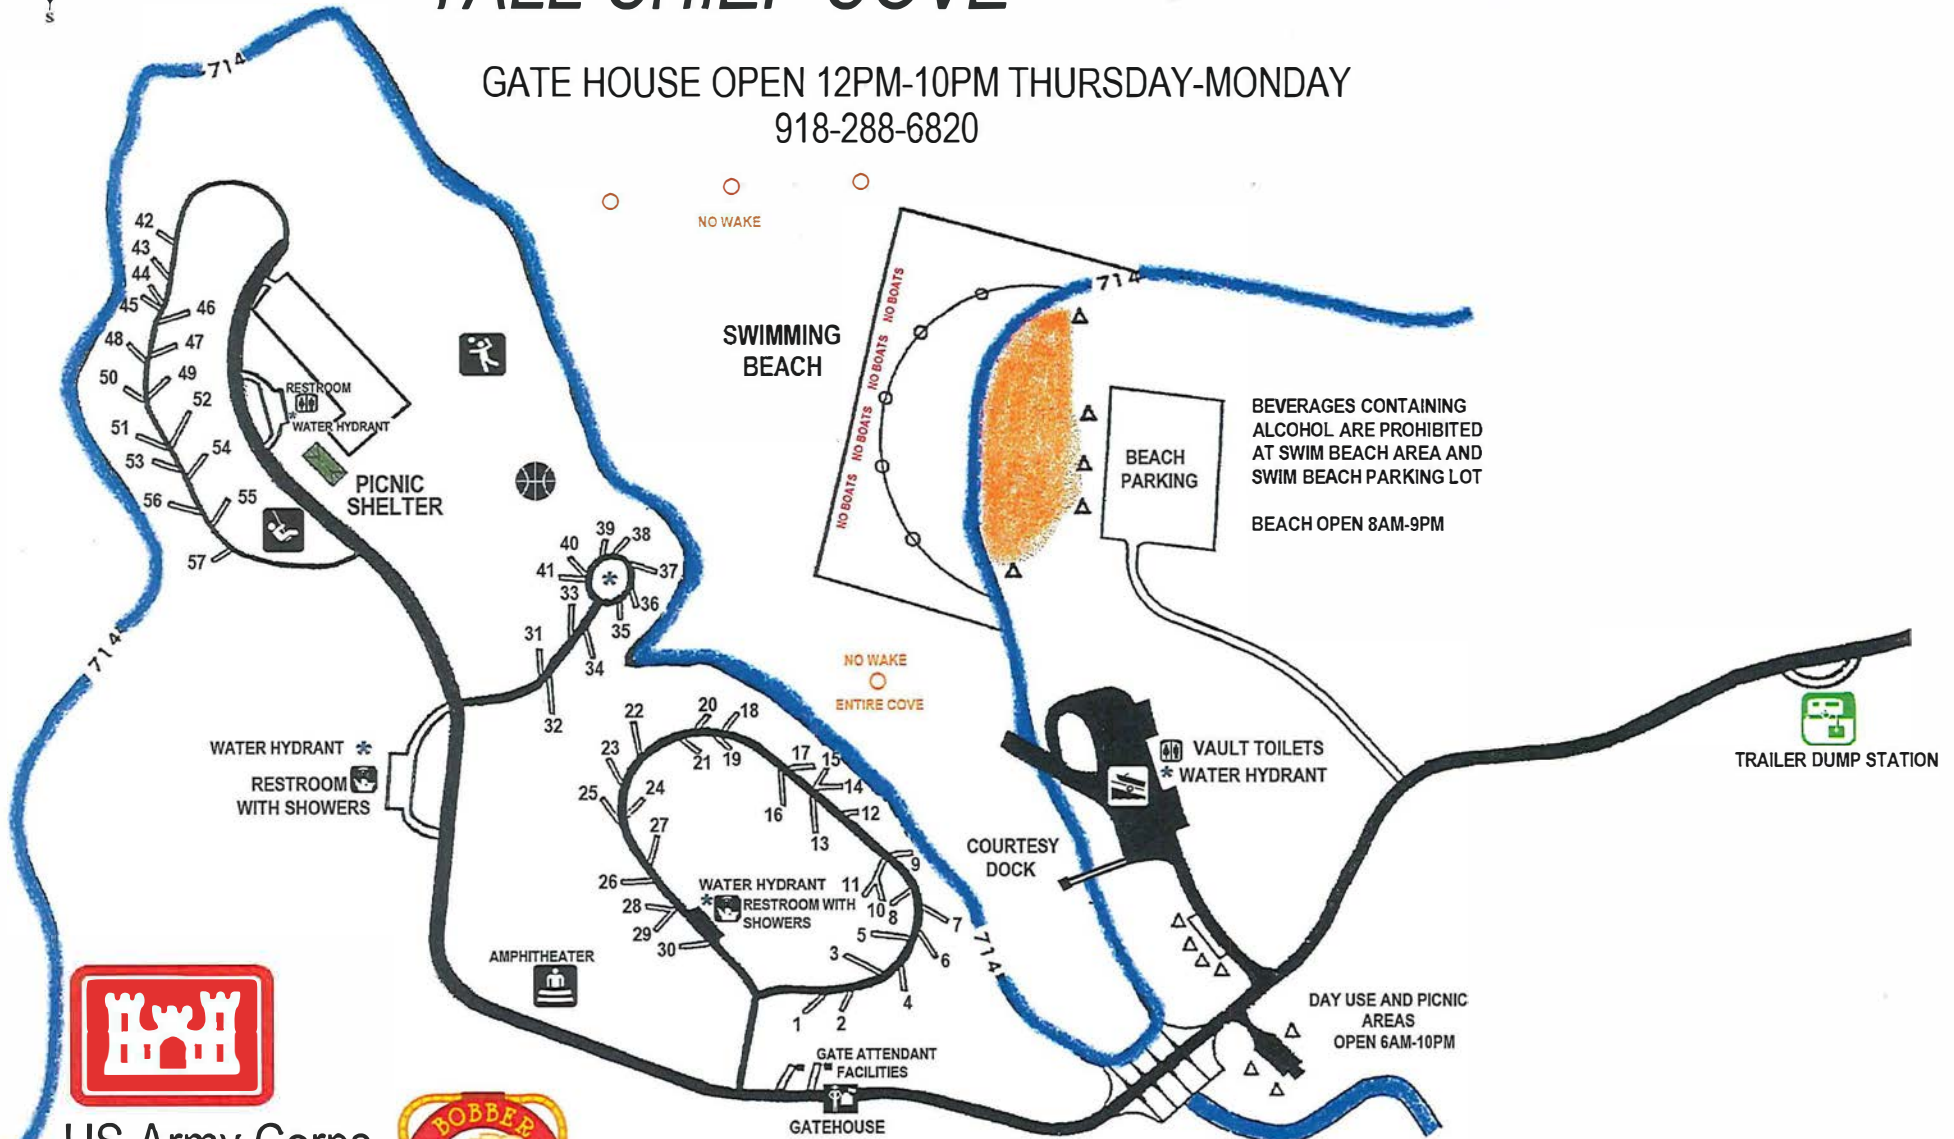 S
TALL CHIEF COVE
GATE HOUSE OPEN 12PM-10PM THURSDAY-MONDAY
918-288-6820
714
NO WAKE
714
NO BOATS
NO BOATS
NO BOATS
NO BOATS
SWIMMING
BEACH
BEACH
PARKING
BEVERAGES CONTAINING
ALCOHOL ARE PROHIBITED
AT SWIM BEACH AREA AND
SWIM BEACH PARKING LOT
BEACH OPEN 8AM-9PM
42
43
44
45
46
48
47
50
49
52
51
54
53
56
55
57
RESTROOM
* WATER HYDRANT
PICNIC
SHELTER
714
39
38
40
41
37
33
36
35
31
34
32
NO WAKE
ENTIRE COVE
WATER HYDRANT *
RESTROOM
WITH SHOWERS
22
20
18
23
21
19
17
15
14
25
24
16
12
13
27
26
9
11
10
8
7
28
29
30
5
3
6
4
1
2
WATER HYDRANT
* RESTROOM WITH
SHOWERS
VAULT TOILETS
* WATER HYDRANT
TRAILER DUMP STATION
COURTESY
DOCK
714
AMPHITHEATER
DAY USE AND PICNIC
AREAS
OPEN 6AM-10PM
GATE ATTENDANT
FACILITIES
GATEHOUSE
BOBBER
US Army Corps